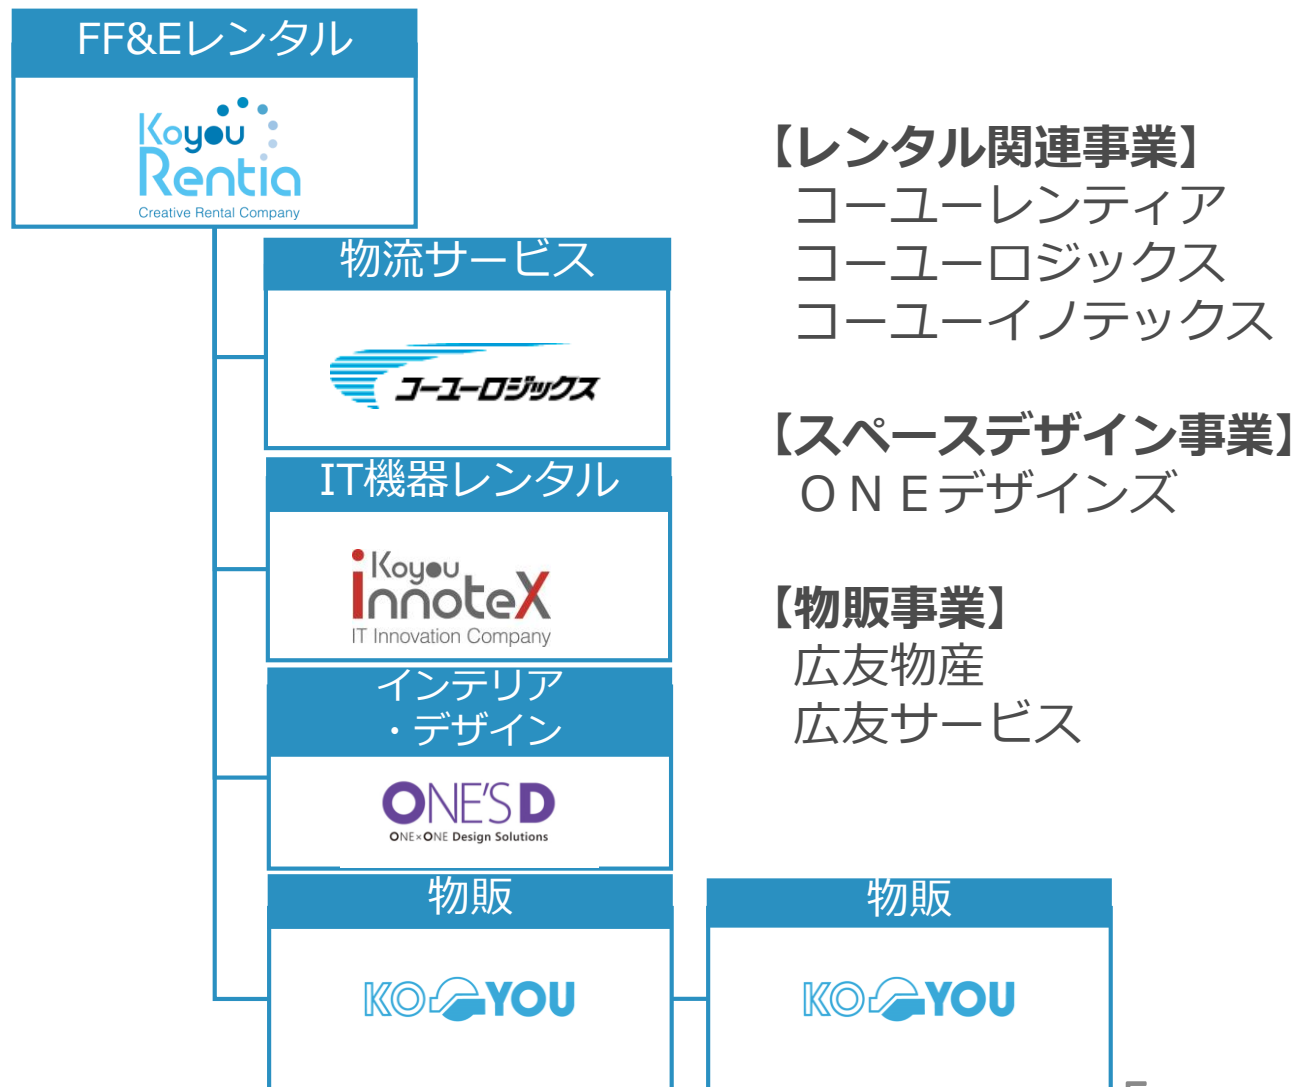 FF&Eレンタル
Koyou
Rentia
Creative Rental Company
物流サービス
コーユーロジックス
IT機器レンタル
Koyou
innoteX
IT Innovation Company
インテリア
・デザイン
ONE'S D
ONE×ONE Design Solutions
物販
KOYOU
物販
KOYOU
【レンタル関連事業】
コーユーレンティア
コーユーロジックス
コーユーイノテックス
【スペースデザイン事業】
ＯＮＥデザインズ
【物販事業】
広友物産
広友サービス